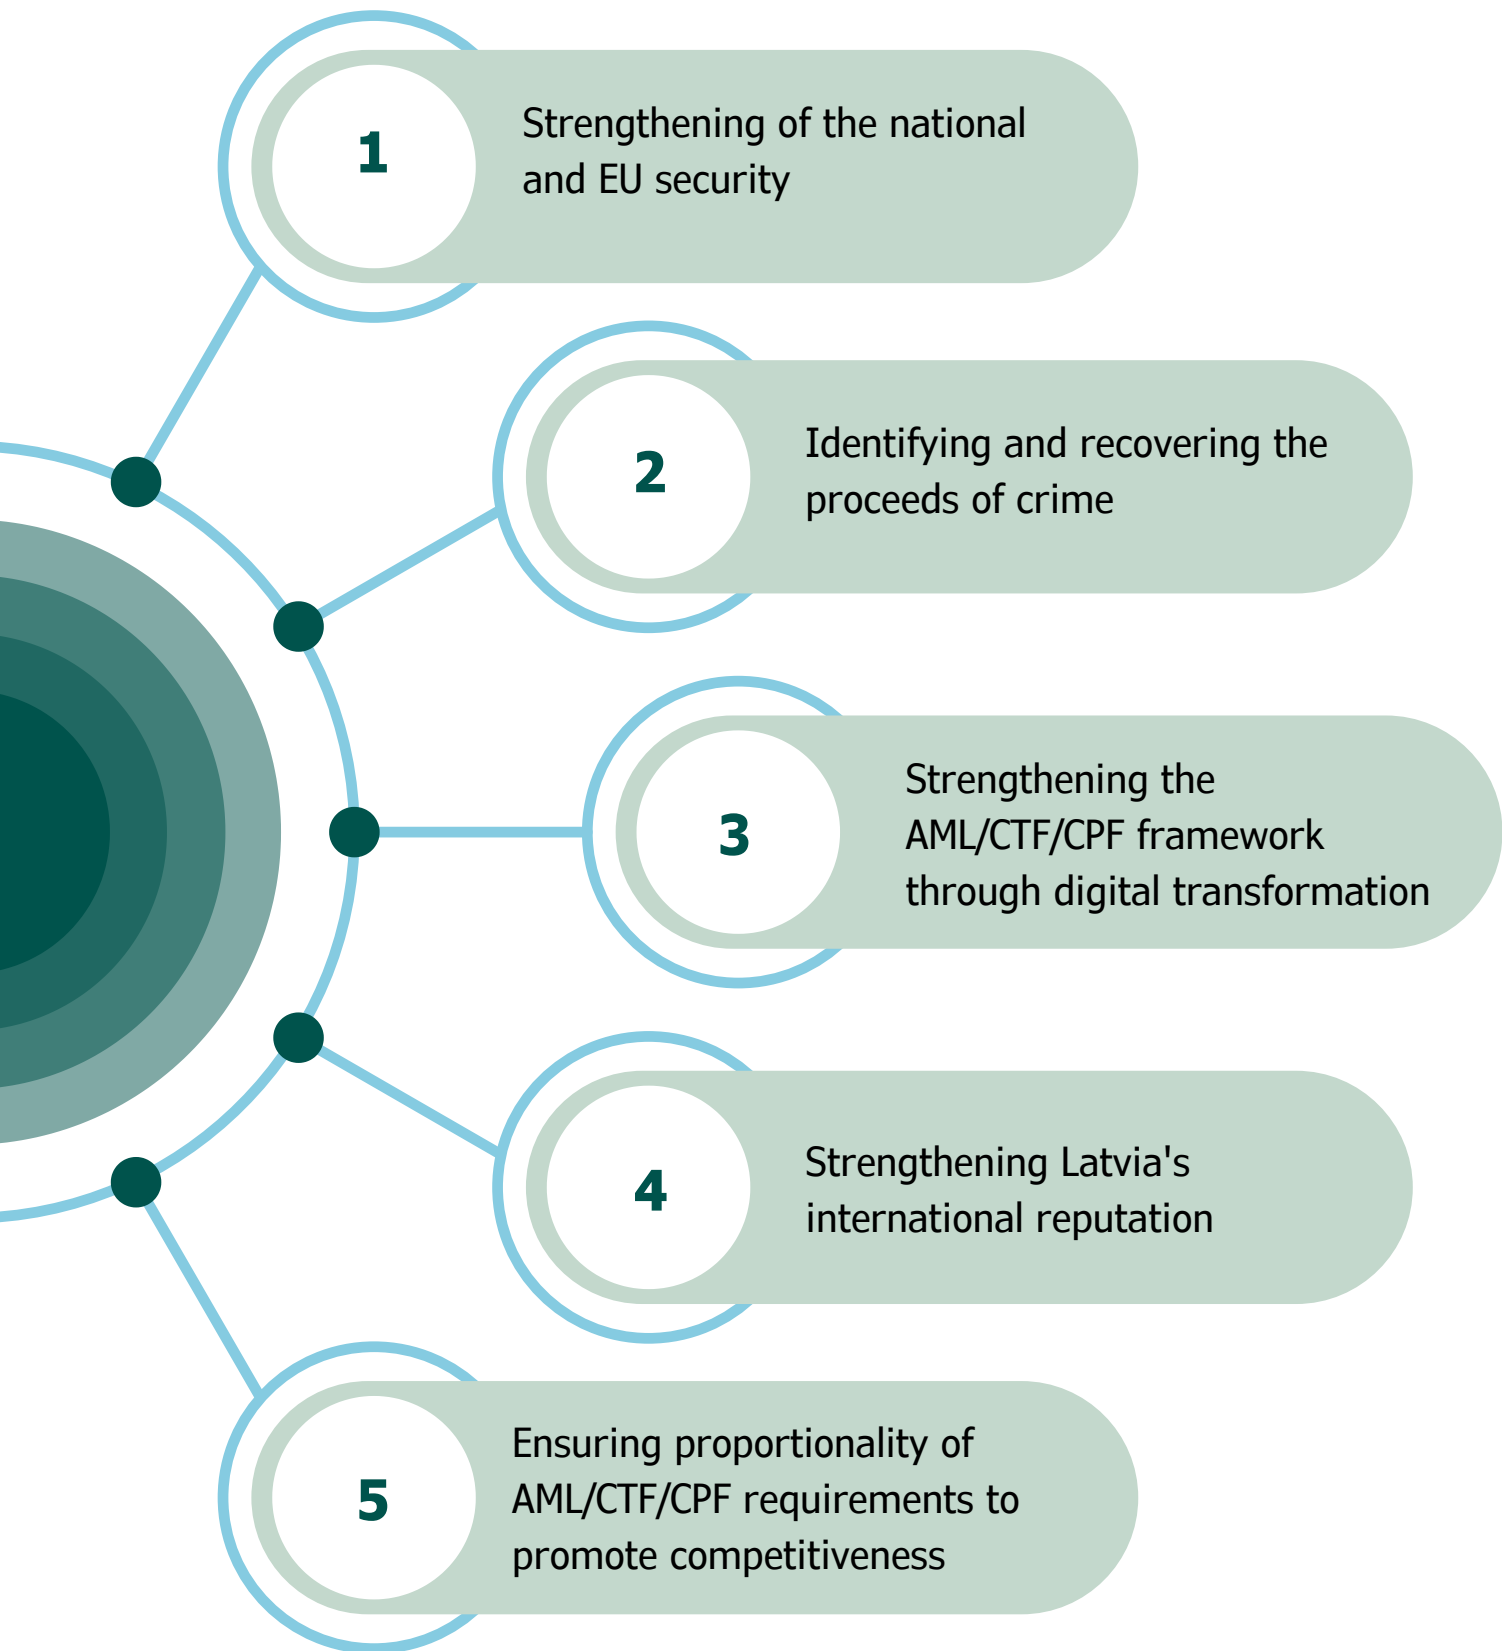 1
Strengthening of the national
and EU security
2
Identifying and recovering the
proceeds of crime
3
Strengthening the
AML/CTF/CPF framework
through digital transformation
4
Strengthening Latvia's
international reputation
5
Ensuring proportionality of
AML/CTF/CPF requirements to
promote competitiveness